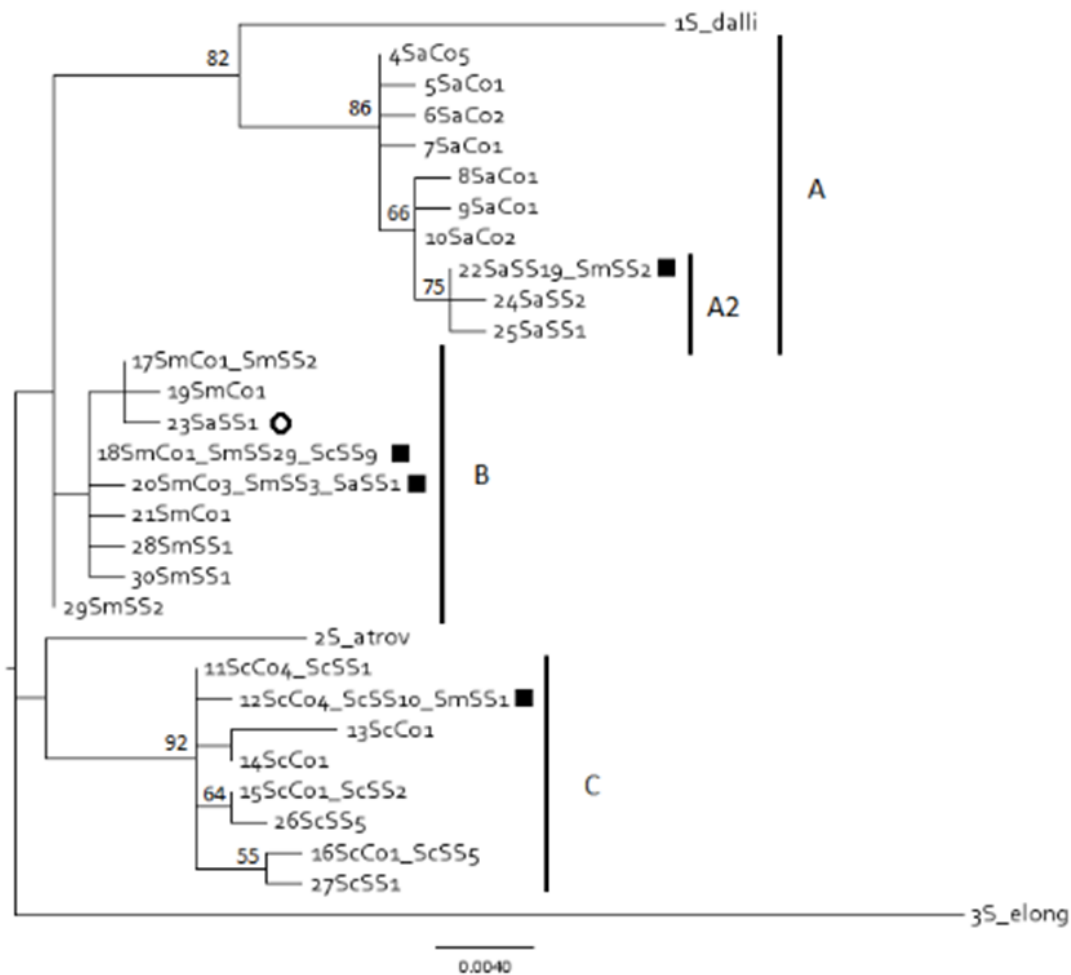 1S_dalli
82
4SaCo5
5SaCo1
86
6SaCo2
7SaCo1
8SaCo1
A
66
9SaCo1
10SaCo2
22SaSS19_SmSS2
75
24SaSS2
A2
25SaSS1
17SmCo1_SmSS2
19SmCo1
23SaSS1
18SmCo1_SmSS29_ScSS9
B
20SmCo3_SmSS3_SaSS1
21SmCo1
28SmSS1
30SmSS1
29SmSS2
2S_atrov
11ScCo4_ScSS1
12ScCo4_ScSS10_SmSS1
13ScCo1
92
14ScCo1
C
64
15ScCo1_ScSS2
26ScSS5
55
16ScCo1_ScSS5
27ScSS1
3S_elong
0.0040